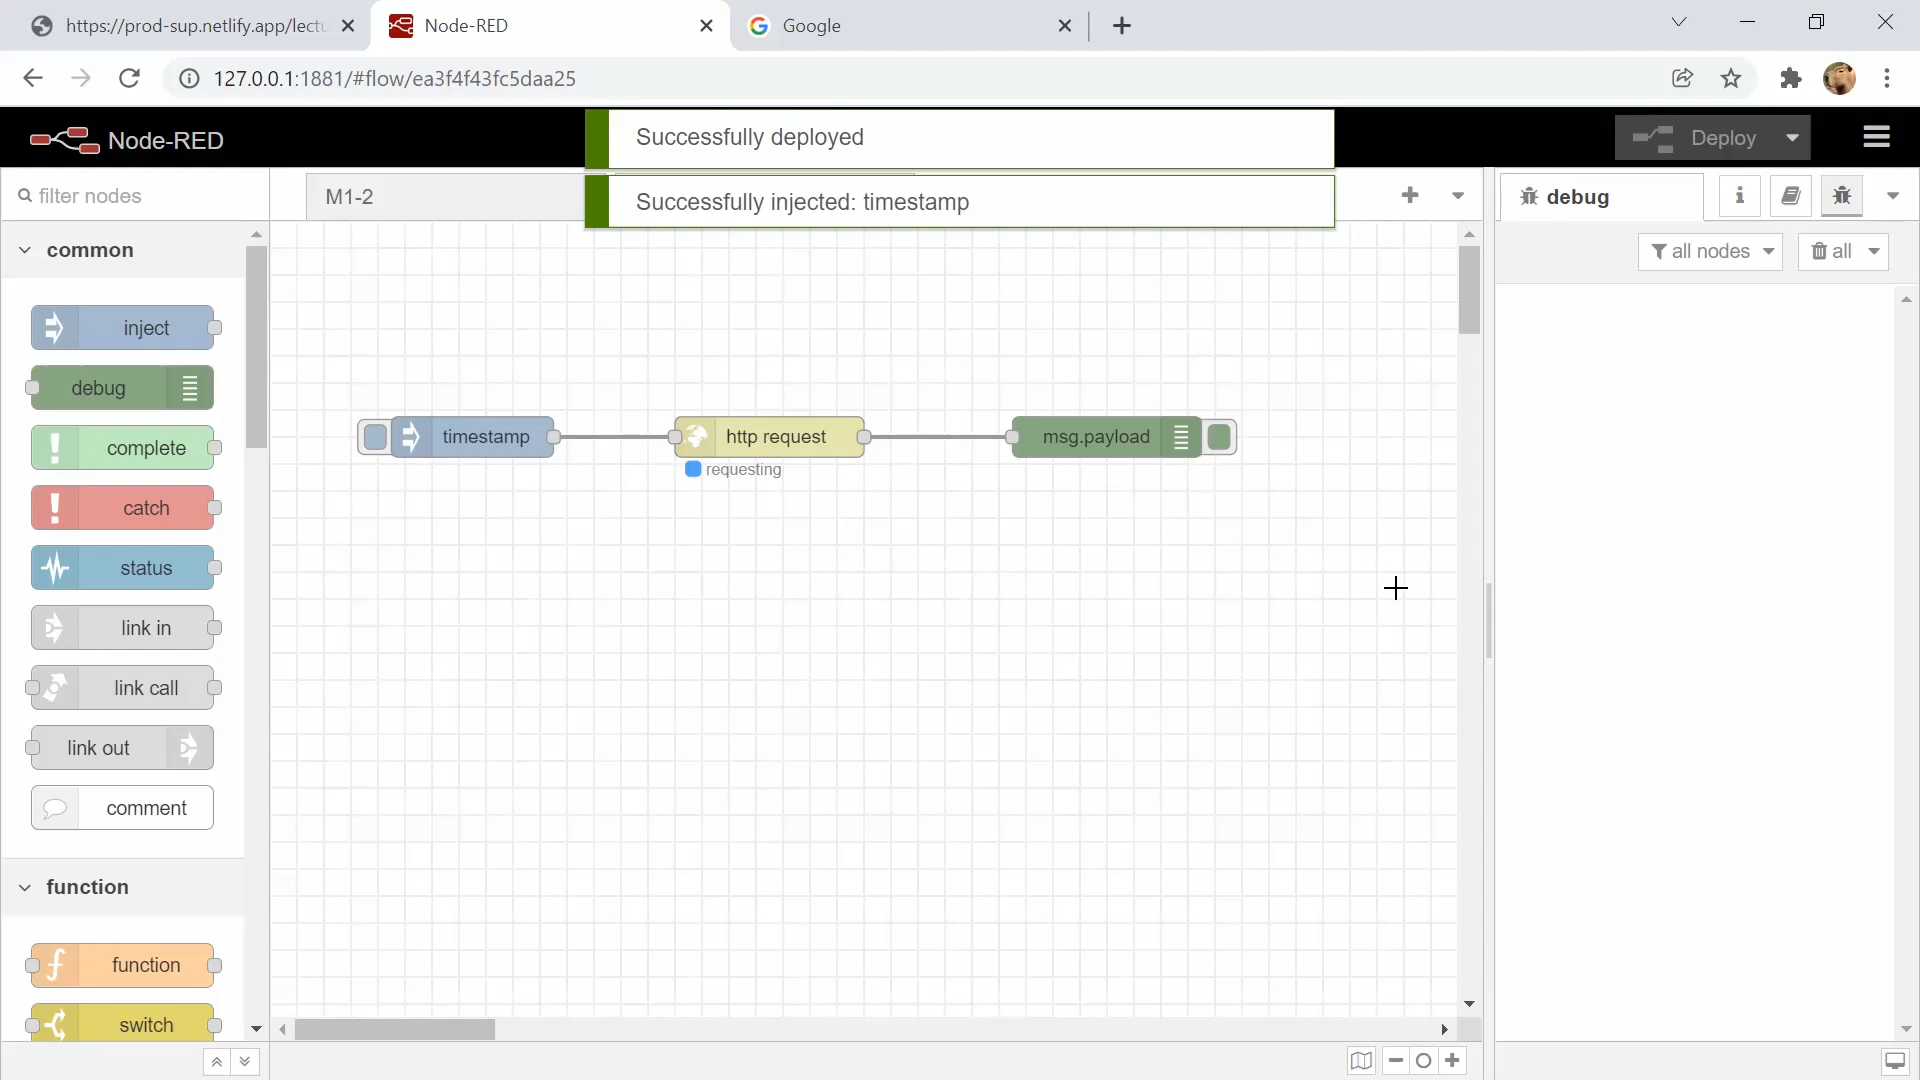 https://prod-sup.netlify.app/lectu
Node-RED
Google
127.0.0.1:1881/#flow/ea3f4f43fc5daa25
Node-RED
Successfully deployed
Deploy
filter nodes
M1-2
Successfully injected: timestamp
debug
i
common
all nodes
all
inject
debug
complete
catch
status
link in
link call
link out
comment
timestamp
http request
requesting
msg.payload
function
function
switch